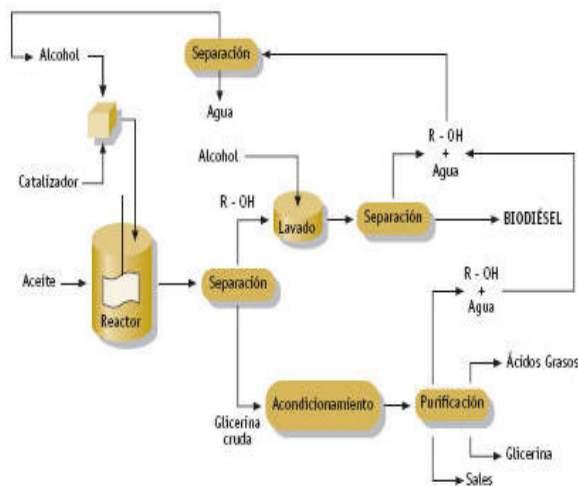 Separación
Alcohol
Agua
R - OH
+
Agua
Alcohol
Catalizador
R - OH
Lavado
Separación
BIODIÉSEL
Aceite
Reactor
Separación
R - OH
+
Agua
Ácidos Grasos
Acondicionamiento
Purificación
Glicerina
cruda
Glicerina
Sales